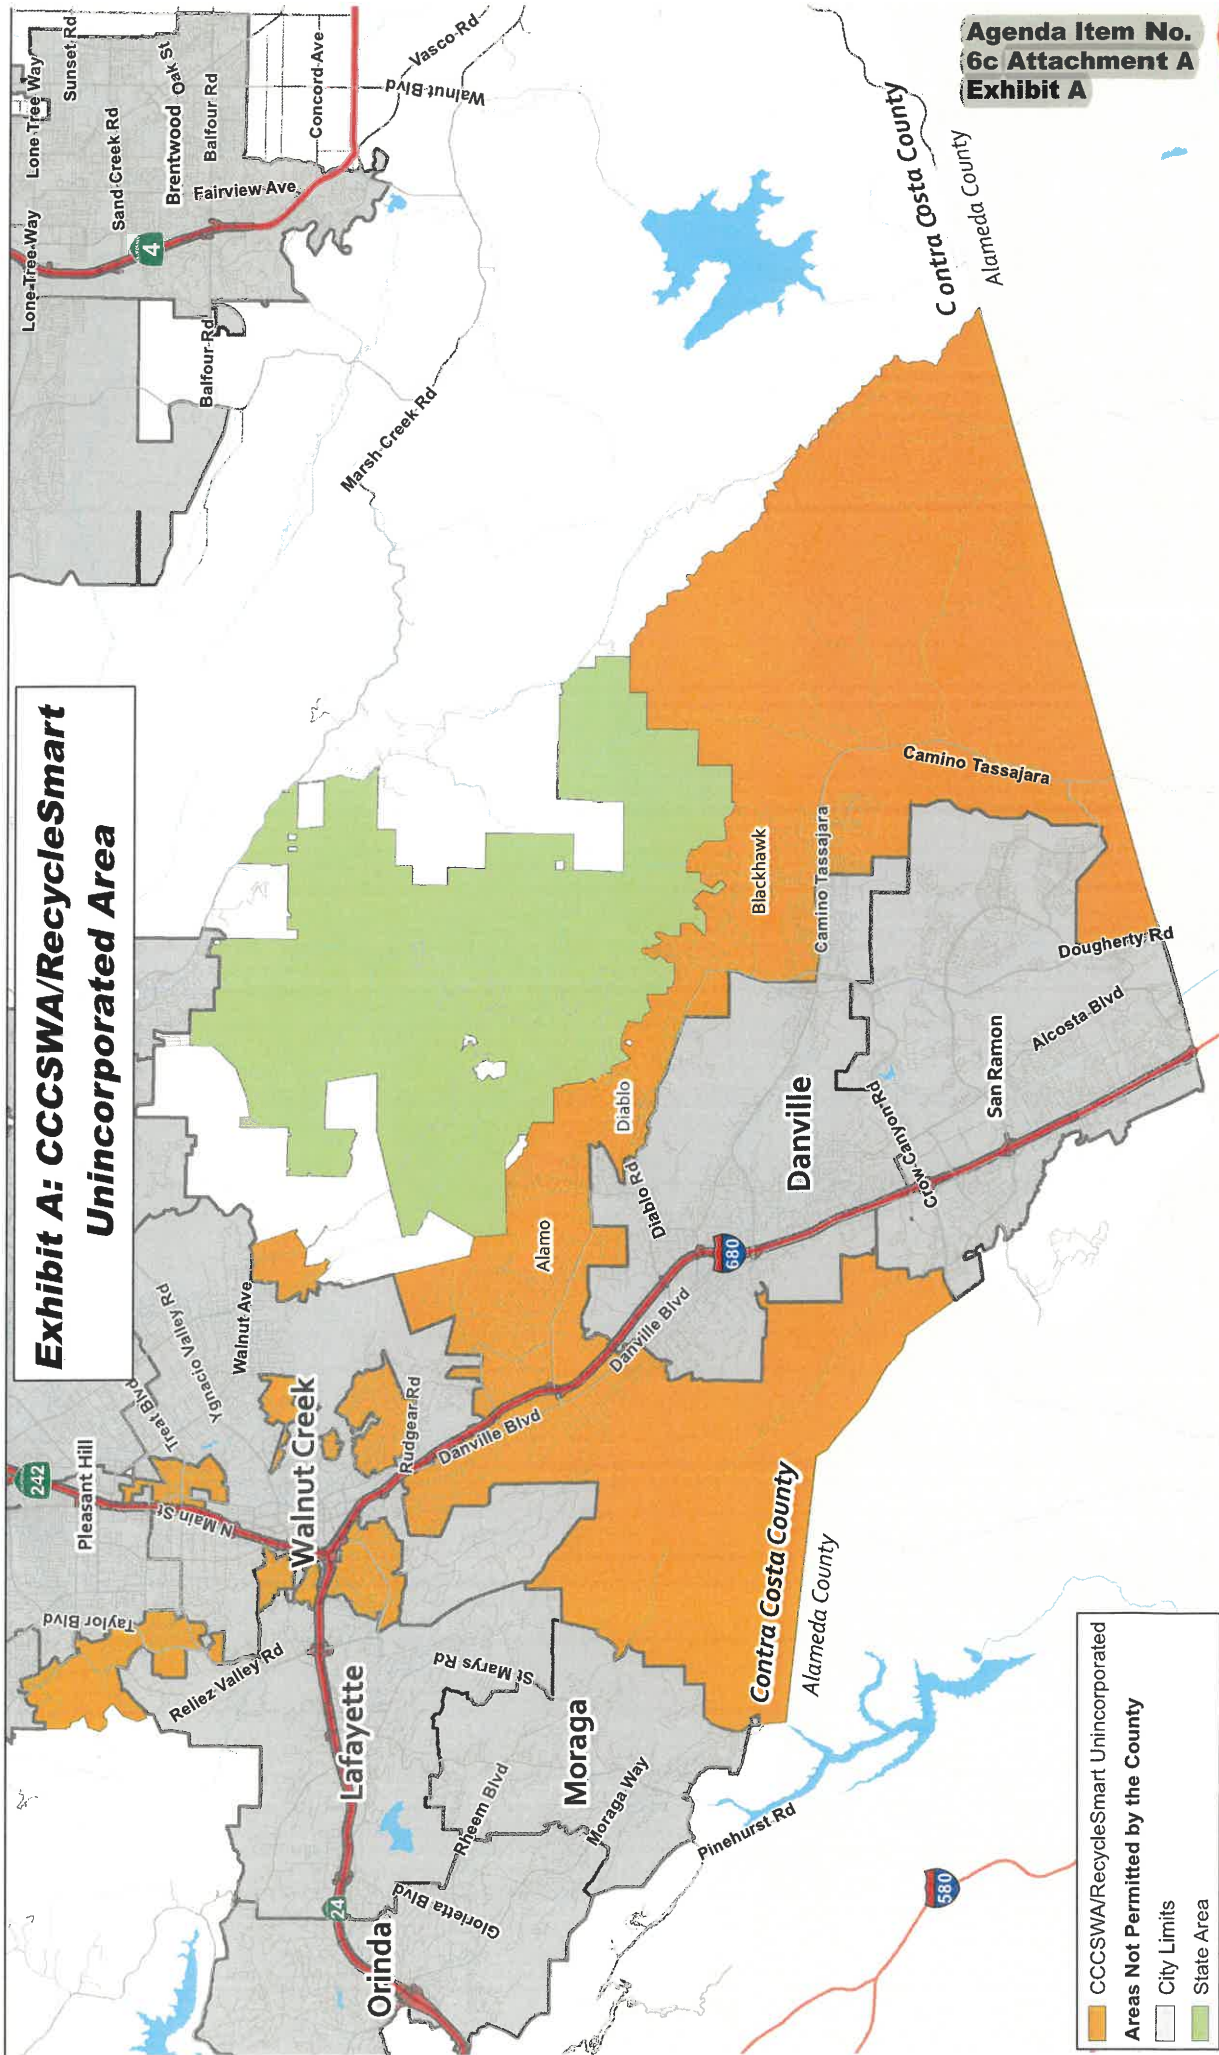 Agenda Item No.
6c Attachment A
Exhibit A
Exhibit A: CCCSWA/RecycleSmart
Unincorporated Area
Lone Tree Way
Sunset Rd
Lone Tree Way
Sand Creek Rd
Brentwood
Oak St
Balfour Rd
Fairview Ave
Concord Ave
Vasco Rd
Walnut Blvd
4
Balfour Rd
Marsh Creek Rd
Contra Costa County
Alameda County
242
Pleasant Hill
Treat Blvd
Ygnacio Valley Rd
Walnut Ave
N Main St
Taylor Blvd
Walnut Creek
Rudgear Rd
Danville Blvd
Reliez Valley Rd
Lafayette
St Marys Rd
Moraga
Rheem Blvd
Moraga Way
Glorietta Blvd
24
Orinda
Pinehurst Rd
Alamo
Diablo
Diablo Rd
Danville Blvd
680
Danville
Blackhawk
Camino Tassajara
Camino Tassajara
Crow Canyon Rd
San Ramon
Alcosta Blvd
Dougherty Rd
Contra Costa County
Alameda County
580
CCCSWA/RecycleSmart Unincorporated
Areas Not Permitted by the County
City Limits
State Area